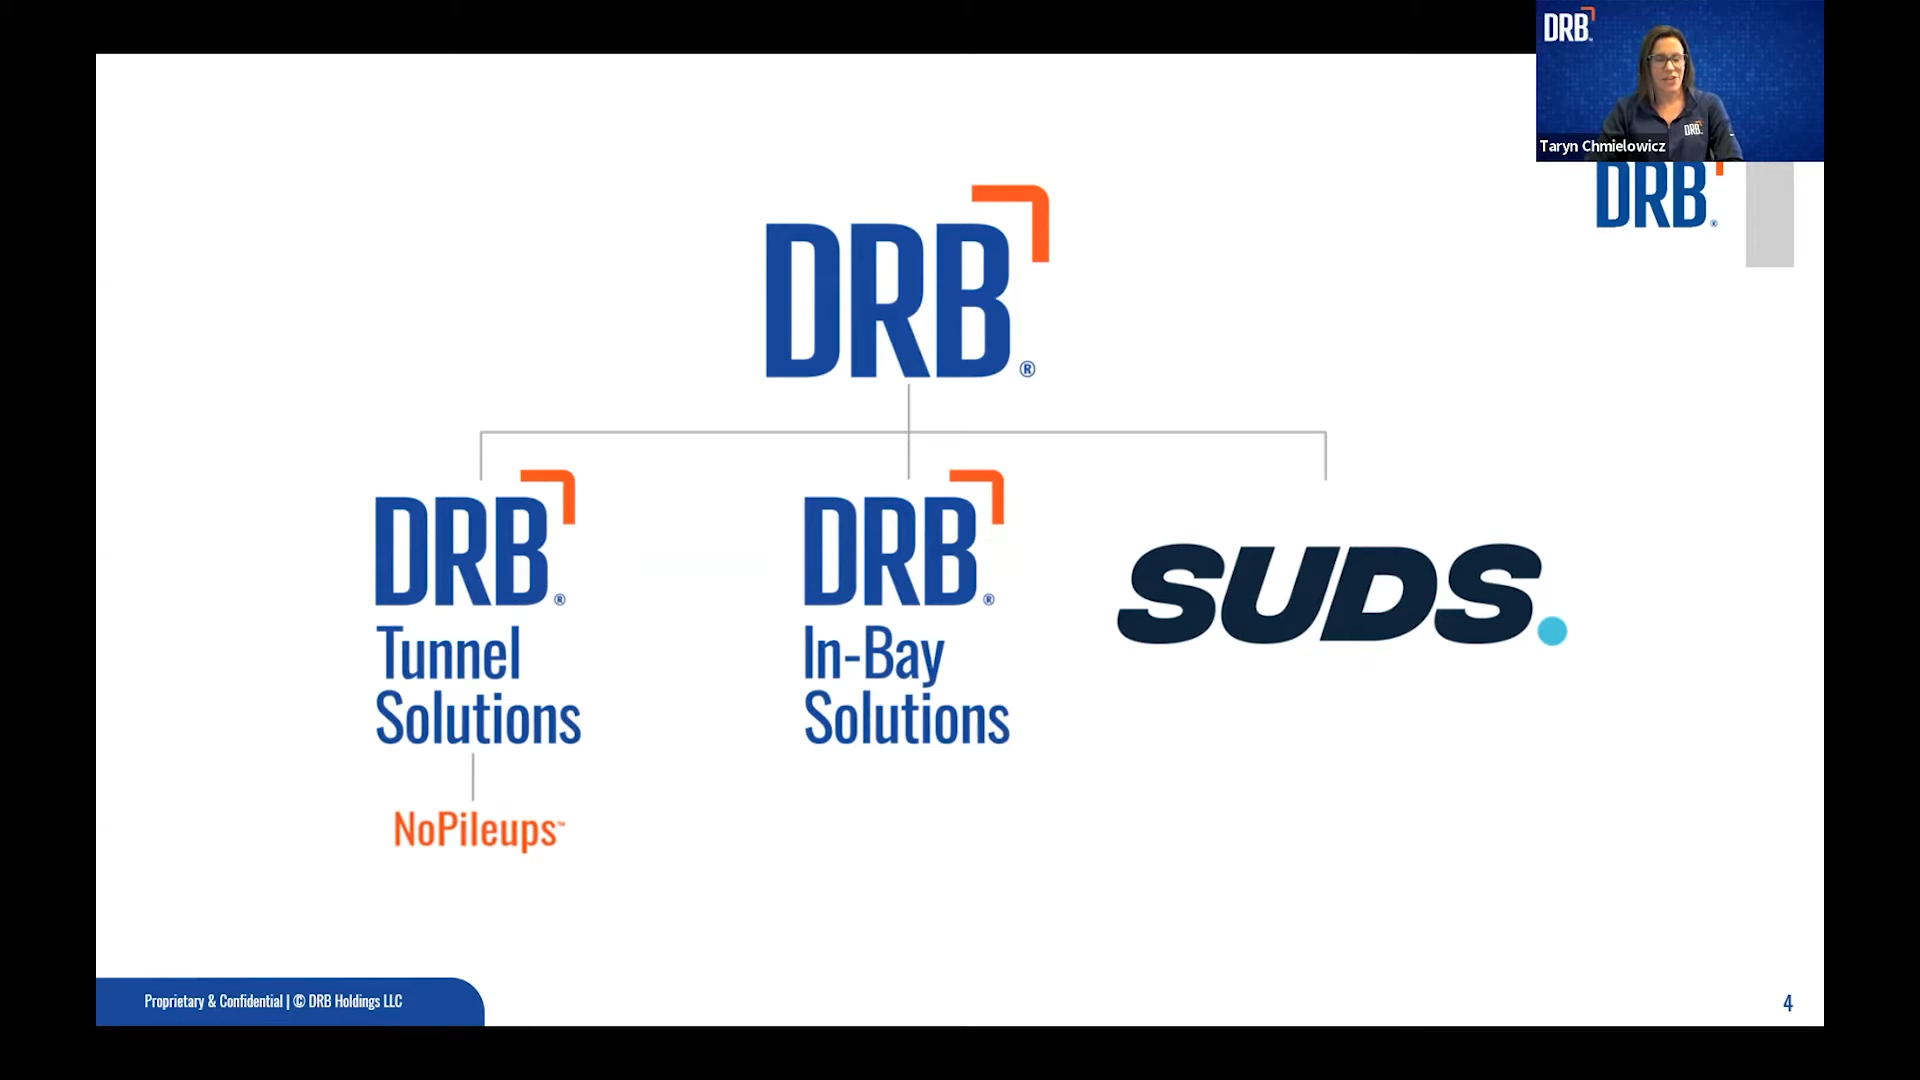 DRB
DRB
Taryn Chmielowicz
DRB®
DRB®
DRB®
DRB®
SUDS.
Tunnel
Solutions
In-Bay
Solutions
NoPileups™
Proprietary & Confidential | © DRB Holdings LLC
4